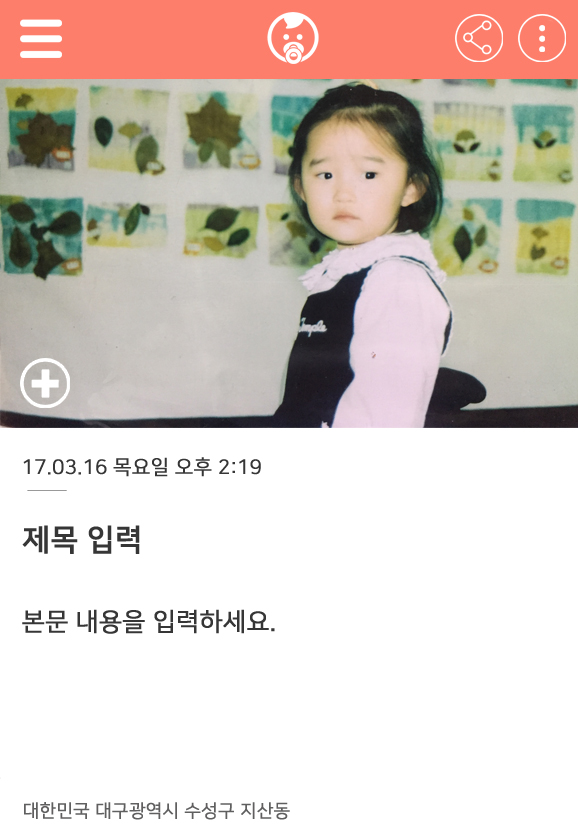 17.03.16 목요일 오후 2:19
제목 입력
본문 내용을 입력하세요.
대한민국 대구광역시 수성구 지산동